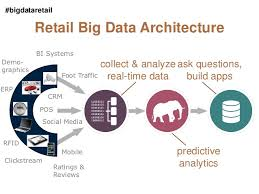 #bigdataretail
Retail Big Data Architecture
BI Systems
Demo-
graphics
Foot Traffic
ERP
CRM
POS
Social Media
RFID
Mobile
Clickstream
Ratings &
Reviews
collect & analyze
real-time data
ask questions,
build apps
predictive
analytics